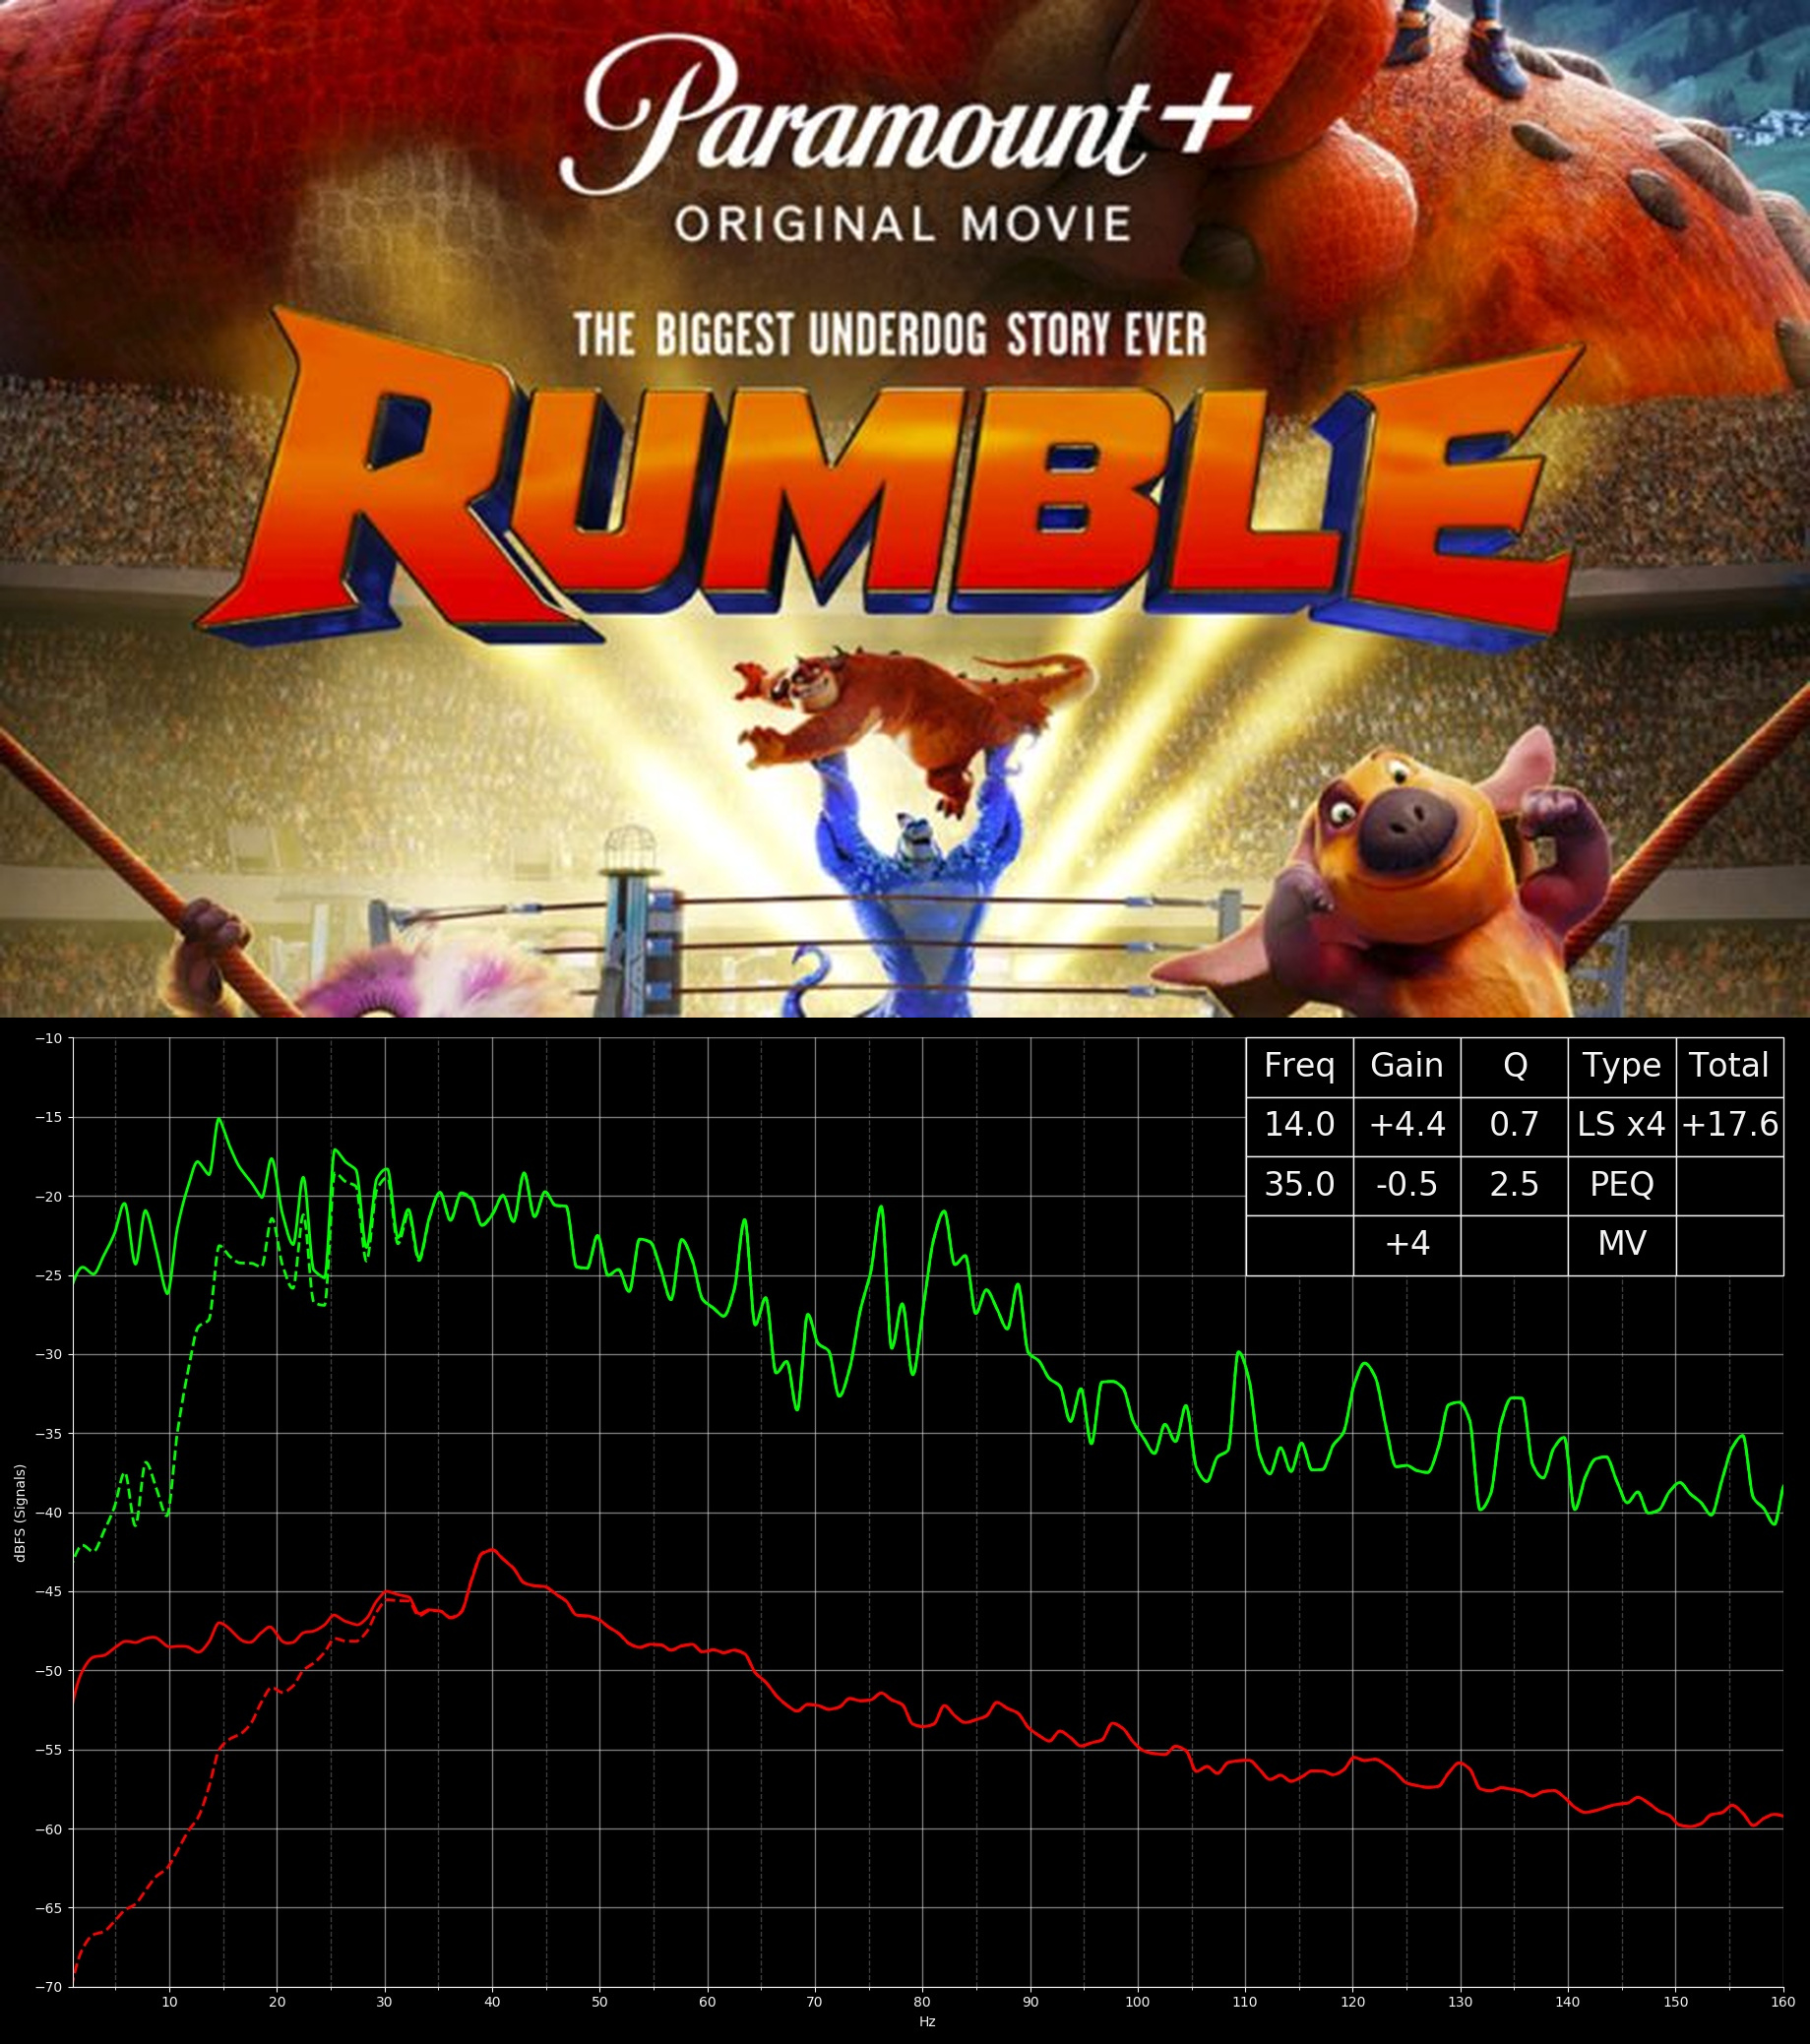 Paramount+
ORIGINAL MOVIE
THE BIGGEST UNDERDOG STORY EVER
RUMBLE
Freq Gain Q Type Total
14.0 +4.4 0.7 LS x4 +17.6
35.0 -0.5 2.5 PEQ
+4 MV
−10
−15
−20
−25
−30
−35
−40
−45
−50
−55
−60
−65
−70
dBFS (Signals)
10 20 30 40 50 60 70 80 90 100 110 120 130 140 150 160
Hz